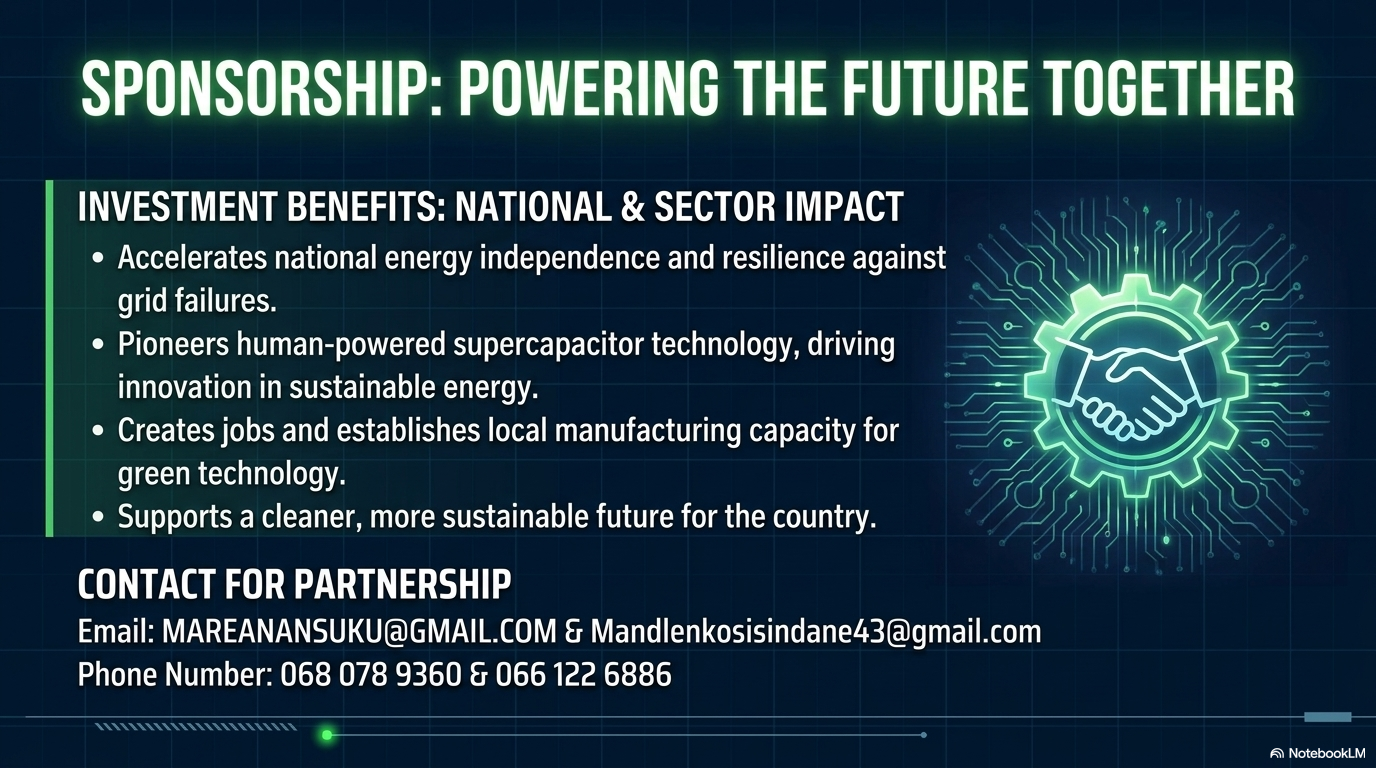 SPONSORSHIP: POWERING THE FUTURE TOGETHER
INVESTMENT BENEFITS: NATIONAL & SECTOR IMPACT
• Accelerates national energy independence and resilience against
grid failures.
• Pioneers human-powered supercapacitor technology, driving
innovation in sustainable energy.
• Creates jobs and establishes local manufacturing capacity for
green technology.
• Supports a cleaner, more sustainable future for the country.
CONTACT FOR PARTNERSHIP
Email: MAREANANSUKU@GMAIL.COM & Mandlenkosisindane43@gmail.com
Phone Number: 068 078 9360 & 066 122 6886
NotebookLM